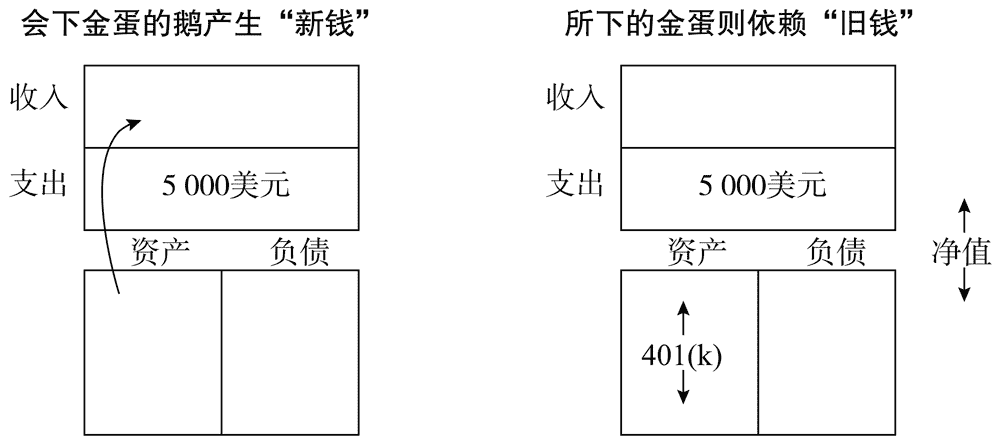 会下金蛋的鹅产生“新钱”
收入
支出
5 000美元
资产
负债
所下的金蛋则依赖“旧钱”
收入
支出
5 000美元
资产
负债
401(k)
净值